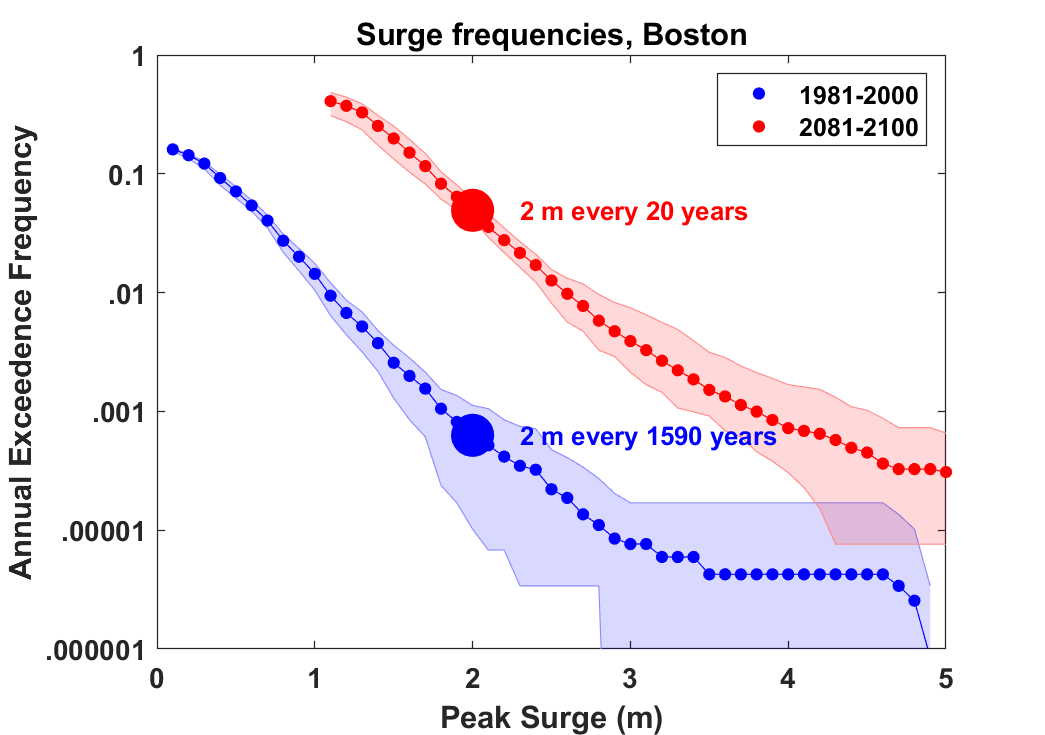 Surge frequencies, Boston
1
0.1
.01
.001
.00001
.000001
Annual Exceedence Frequency
1981-2000
2081-2100
2 m every 20 years
2 m every 1590 years
0 1 2 3 4 5
Peak Surge (m)